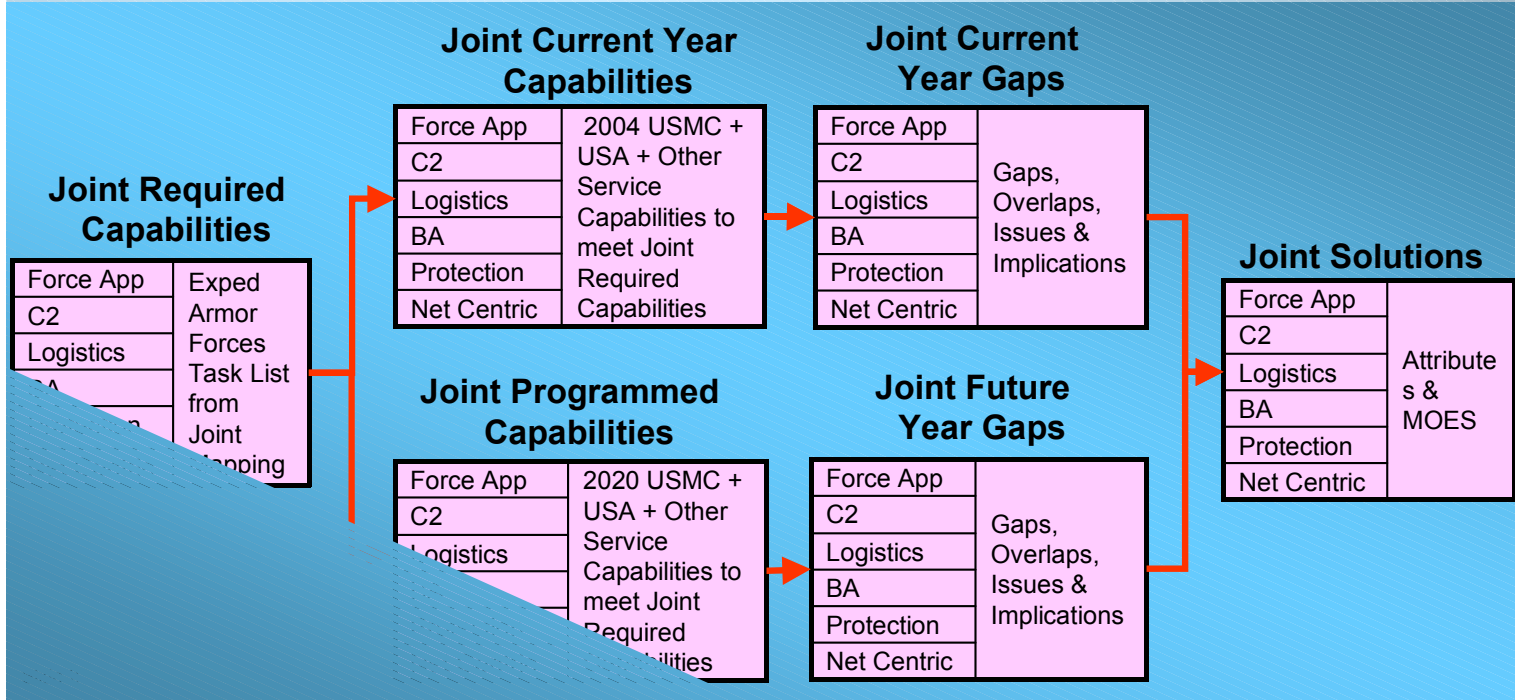 Joint Required
Capabilities
Force App
C2
Logistics
Exped
Armor
Forces
Task List
from
Joint
Joint Current Year
Capabilities
Force App
C2
Logistics
BA
Protection
Net Centric
2004 USMC +
USA + Other
Service
Capabilities to
meet Joint
Required
Capabilities
Joint Current
Year Gaps
Force App
C2
Logistics
BA
Protection
Net Centric
Gaps,
Overlaps,
Issues &
Implications
Joint Programmed
Capabilities
Force App
C2
Logistics
2020 USMC +
USA + Other
Service
Capabilities to
meet Joint
Required
Joint Future
Year Gaps
Force App
C2
Logistics
BA
Protection
Net Centric
Gaps,
Overlaps,
Issues &
Implications
Joint Solutions
Force App
C2
Logistics
BA
Protection
Net Centric
Attribute
s &
MOES